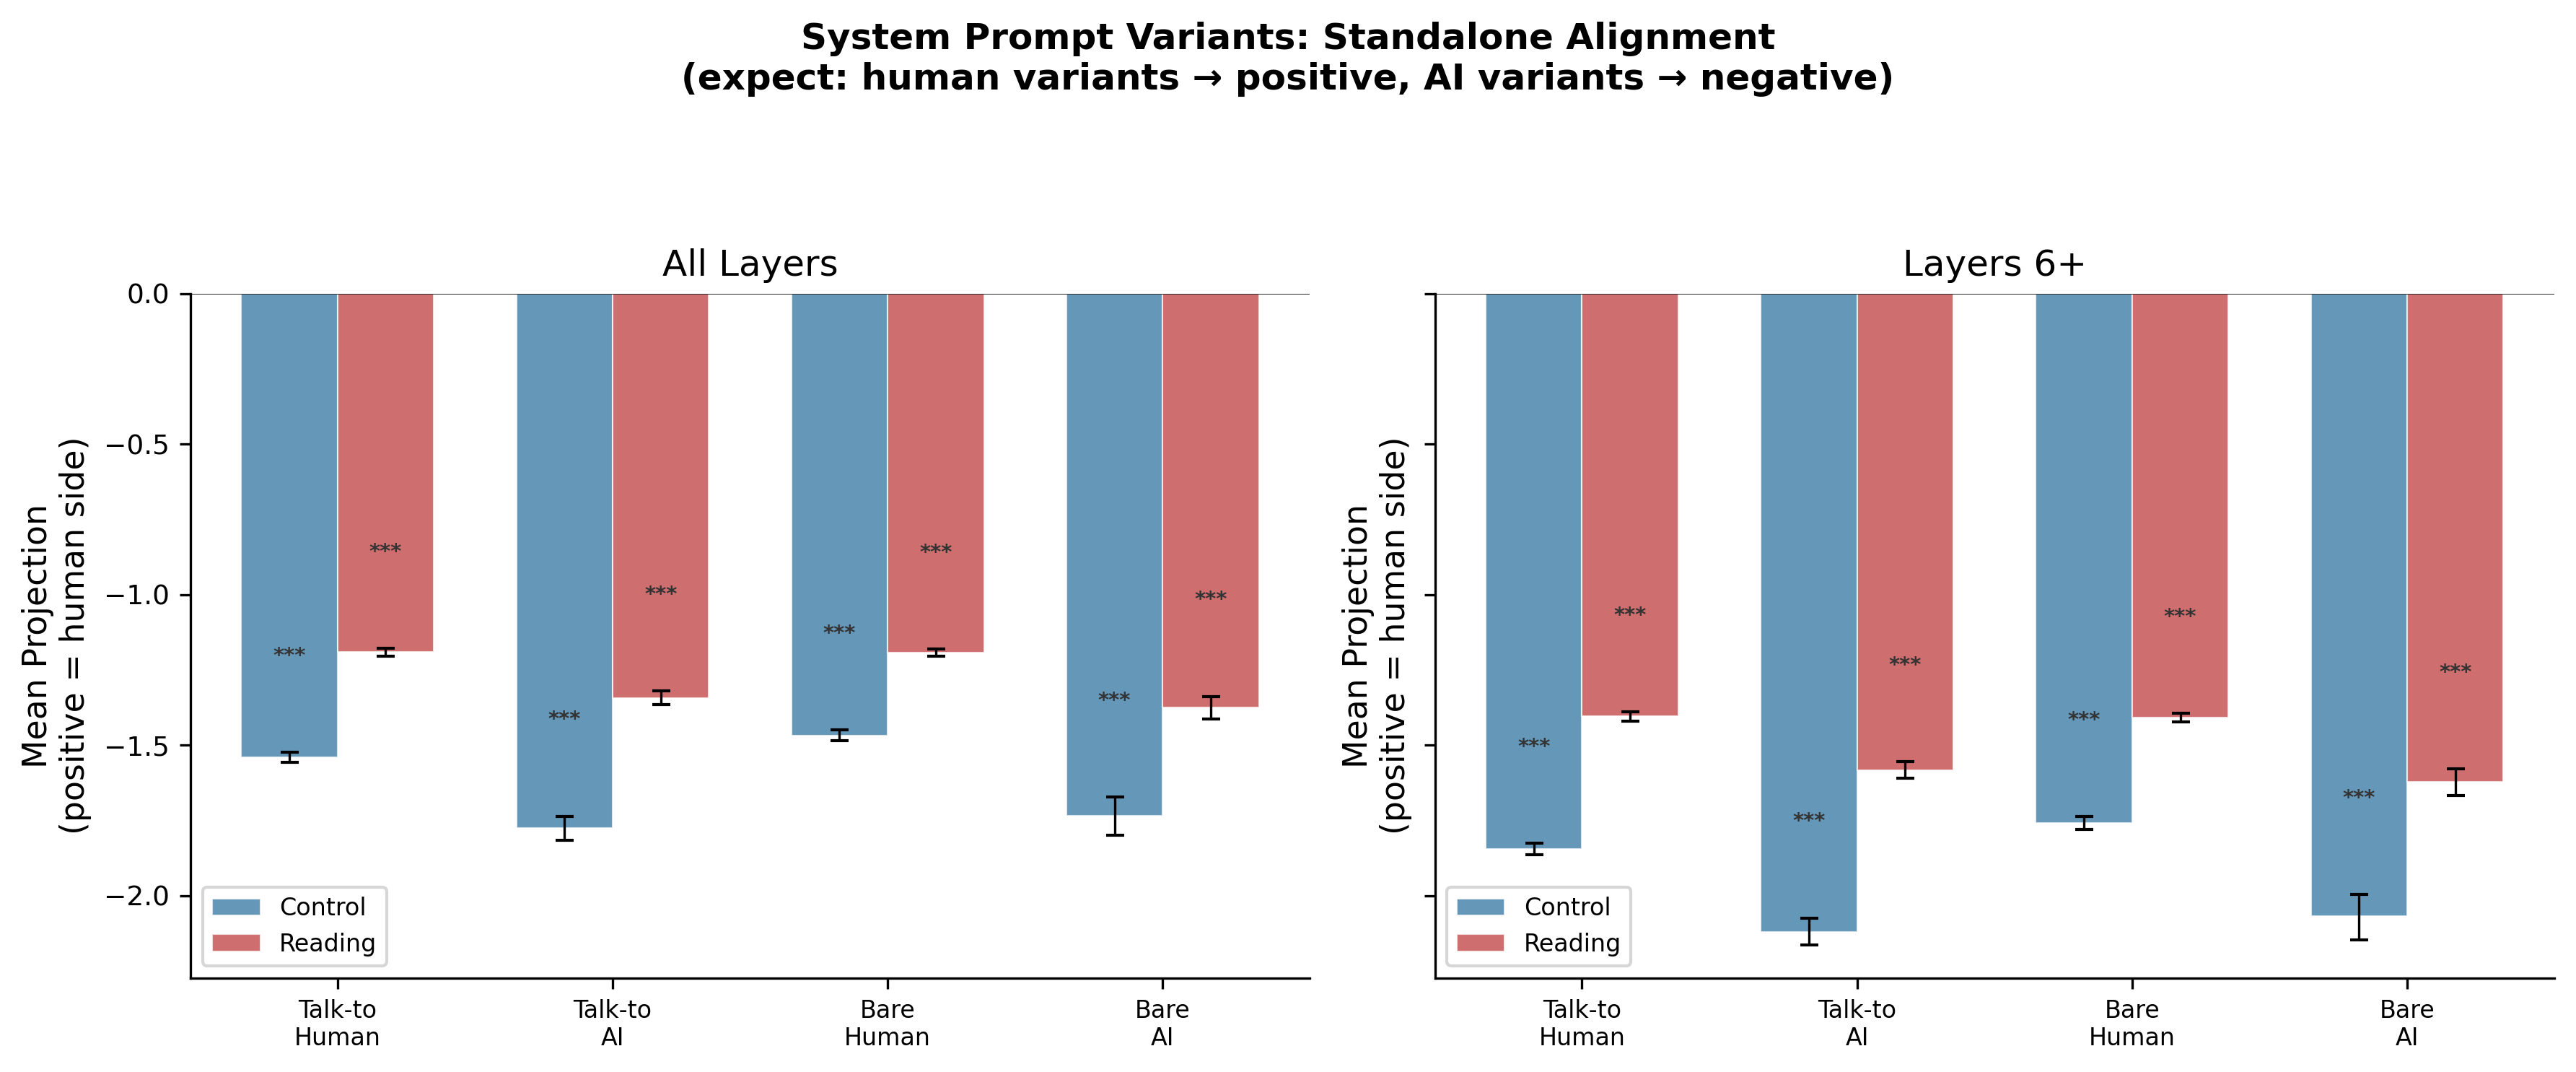 System Prompt Variants: Standalone Alignment
(expect: human variants → positive, AI variants → negative)
All Layers
Mean Projection
(positive = human side)
0.0
−0.5
−1.0
−1.5
−2.0
***
***
***
***
***
***
***
***
Control
Reading
Talk-to
Human
Talk-to
AI
Bare
Human
Bare
AI
Layers 6+
Mean Projection
(positive = human side)
***
***
***
***
***
***
***
***
Control
Reading
Talk-to
Human
Talk-to
AI
Bare
Human
Bare
AI